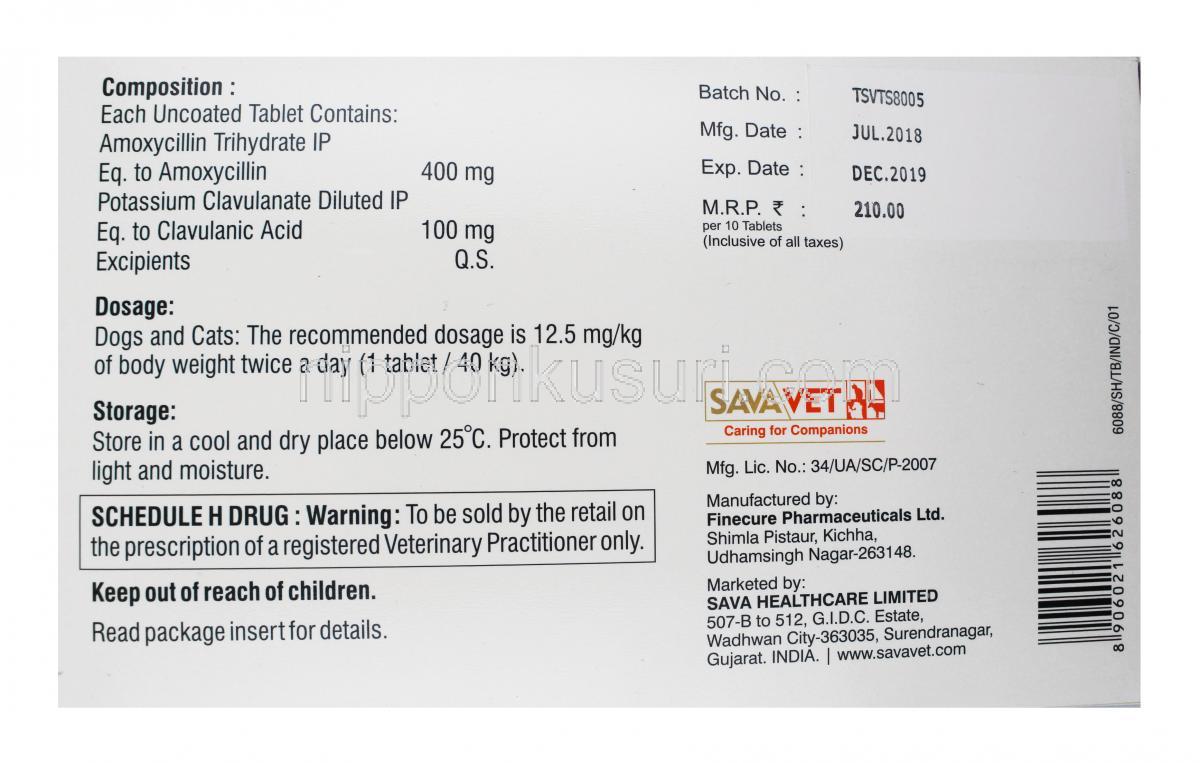 Composition :
Each Uncoated Tablet Contains:
Amoxycillin Trihydrate IP
Eq. to Amoxycillin 400 mg
Potassium Clavulanate Diluted IP
Eq. to Clavulanic Acid 100 mg
Excipients Q.S.
Dosage:
Dogs and Cats: The recommended dosage is 12.5 mg/kg
of body weight twice a day (1 tablet / 40 kg).
Storage:
Store in a cool and dry place below 25°C. Protect from
light and moisture.
SCHEDULE H DRUG : Warning: To be sold by the retail on
the prescription of a registered Veterinary Practitioner only.
Keep out of reach of children.
Read package insert for details.
Batch No. : TSVTS8005
Mfg. Date : JUL.2018
Exp. Date : DEC.2019
M.R.P. ₹ : 210.00
per 10 Tablets
(Inclusive of all taxes)
SAVAVET
Caring for Companions
Mfg. Lic. No.: 34/UA/SC/P-2007
Manufactured by:
Finecure Pharmaceuticals Ltd.
Shimla Pistaur, Kichha,
Udhamsingh Nagar-263148.
Marketed by:
SAVA HEALTHCARE LIMITED
507-B to 512, G.I.D.C. Estate,
Wadhwan City-363035, Surendranagar,
Gujarat. INDIA. | www.savavet.com
6088/SH/TB/IND/C/01
8 906021 626088
nipponkusuri.com